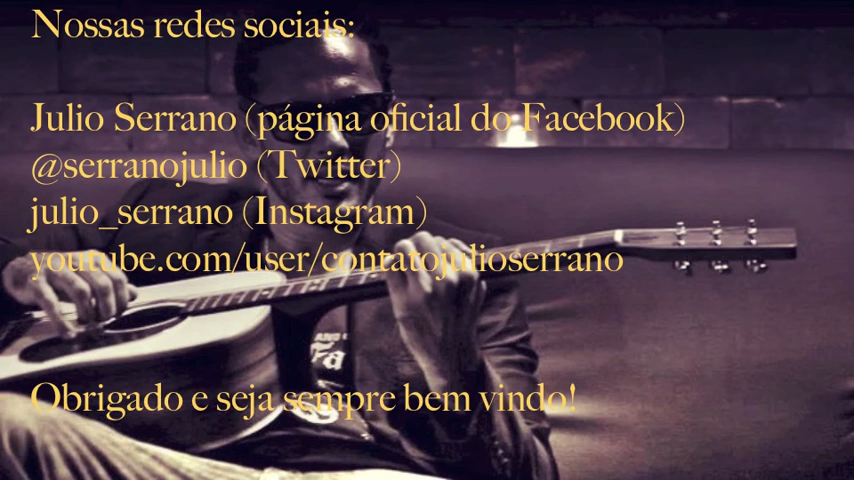 Nossas redes sociais:
Julio Serrano (página oficial do Facebook)
@serranojulio (Twitter)
julio_serrano (Instagram)
youtube.com/user/contatojulioserrano
Obrigado e seja sempre bem vindo!